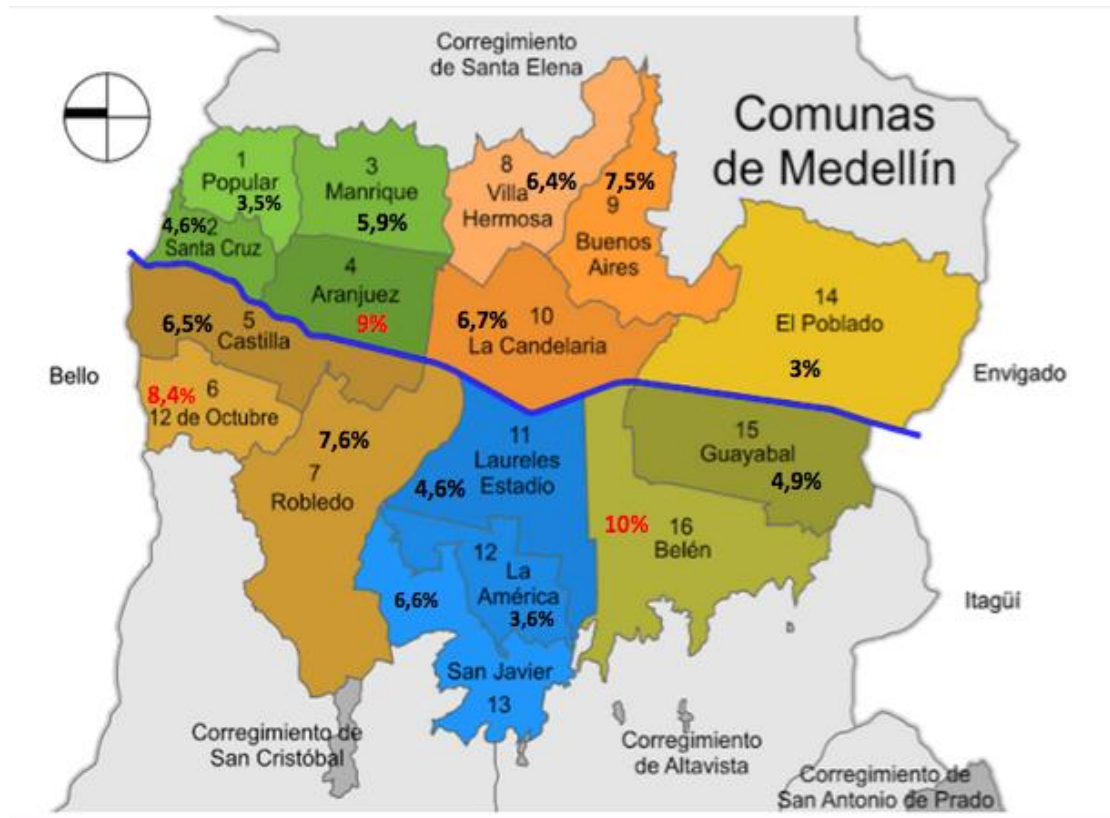 Corregimiento
de Santa Elena
Comunas
de Medellín
1
Popular
3,5%
3
Manrique
5,9%
8
Villa
Hermosa
6,4%
7,5%
9
Buenos
Aires
4,6%
2
Santa Cruz
4
Aranjuez
9%
6,7%
10
La Candelaria
14
El Poblado
3%
6,5%
5
Castilla
Bello
Envigado
8,4%
6
12 de Octubre
7,6%
7
Robledo
11
Laureles
Estadio
4,6%
15
Guayabal
4,9%
10%
16
Belén
12
La
América
3,6%
6,6%
Itagüí
San Javier
13
Corregimiento de
San Cristóbal
Corregimiento
de Altavista
Corregimiento de
San Antonio de Prado